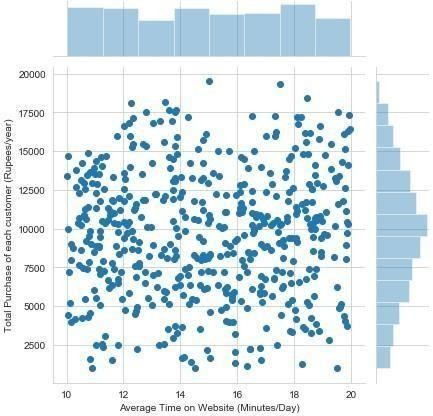 20000
17500
15000
12500
10000
7500
5000
2500
Total Purchase of each customer (Rupees/year)
10 12 14 16 18 20
Average Time on Website (Minutes/Day)